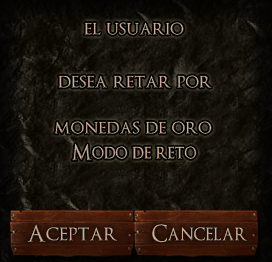 EL USUARIO
DESEA RETAR POR
MONEDAS DE ORO
MODO DE RETO
ACEPTAR CANCELAR